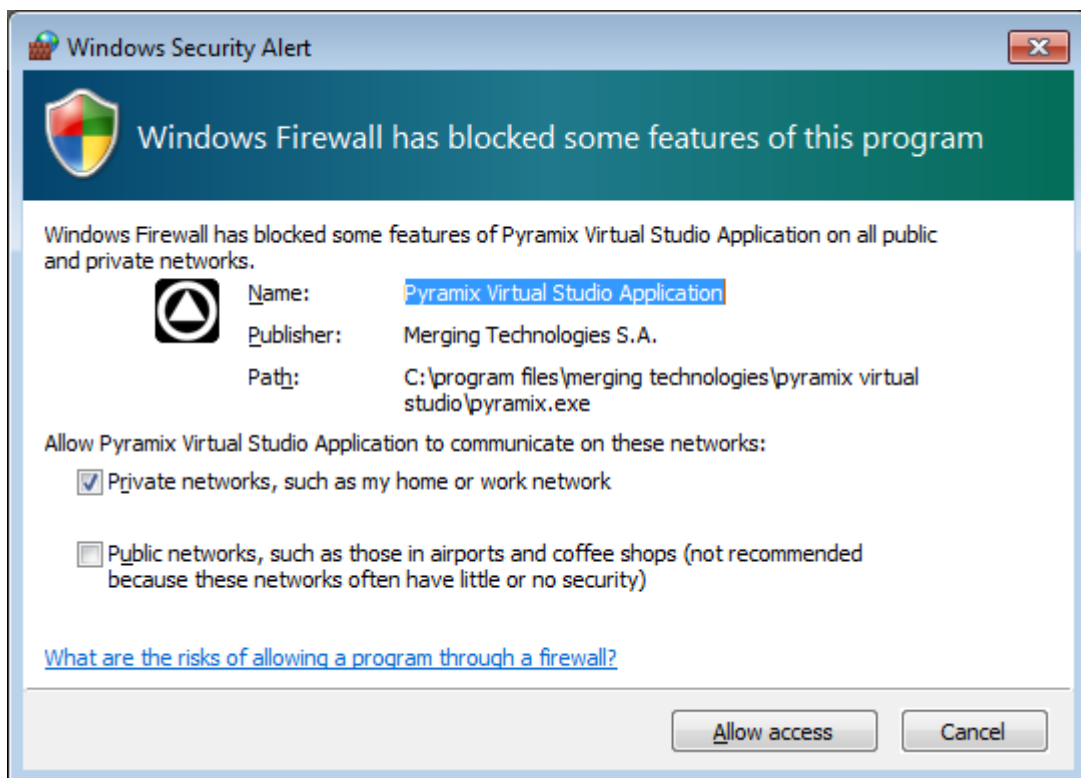 Windows Security Alert
Windows Firewall has blocked some features of this program
Windows Firewall has blocked some features of Pyramix Virtual Studio Application on all public
and private networks.
Name: Pyramix Virtual Studio Application
Publisher: Merging Technologies S.A.
Path: C:\program files\merging technologies\pyramix virtual
studio\pyramix.exe
Allow Pyramix Virtual Studio Application to communicate on these networks:
Private networks, such as my home or work network
Public networks, such as those in airports and coffee shops (not recommended
because these networks often have little or no security)
What are the risks of allowing a program through a firewall?
Allow access Cancel